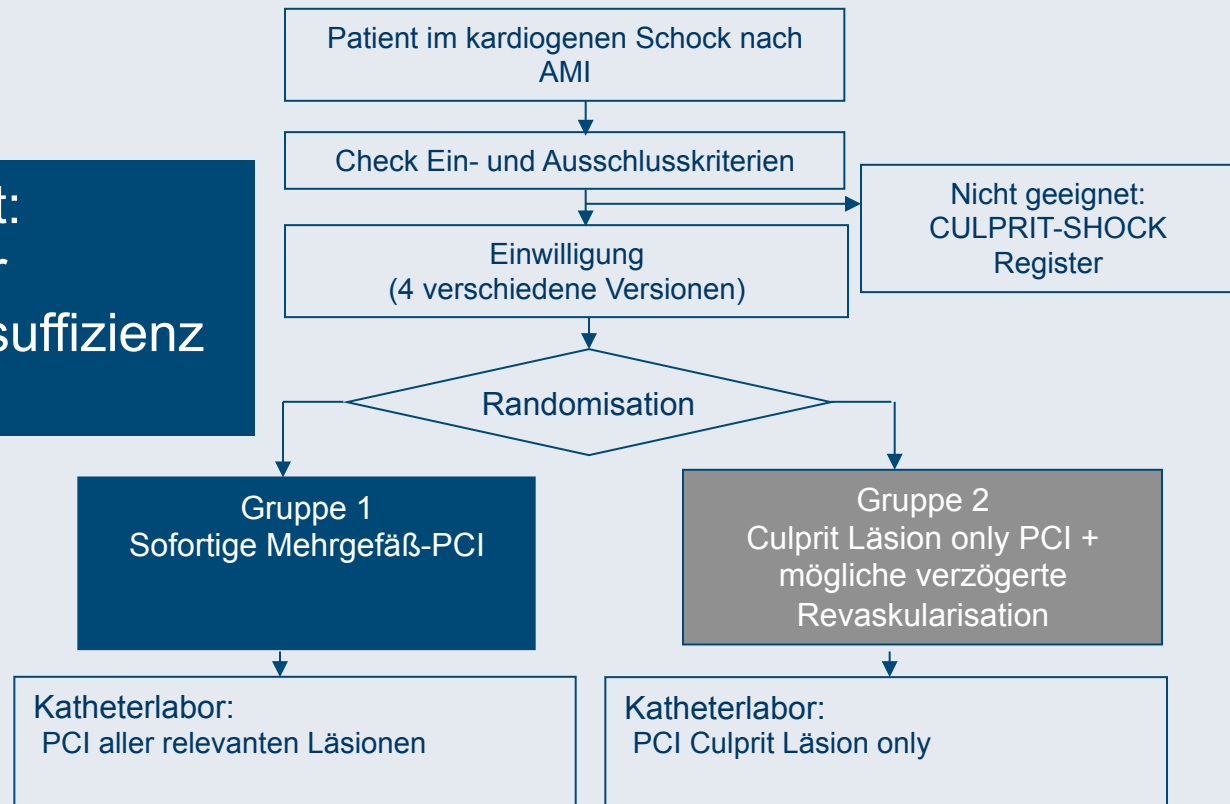 Patient im kardiogenen Schock nach
AMI
Check Ein- und Ausschlusskriterien
Nicht geeignet:
CULPRIT-SHOCK
Register
Einwilligung
(4 verschiedene Versionen)
Randomisation
Gruppe 1
Sofortige Mehrgefäß-PCI
Gruppe 2
Culprit Läsion only PCI +
mögliche verzögerte
Revaskularisation
Katheterlabor:
PCI aller relevanten Läsionen
Katheterlabor:
PCI Culprit Läsion only